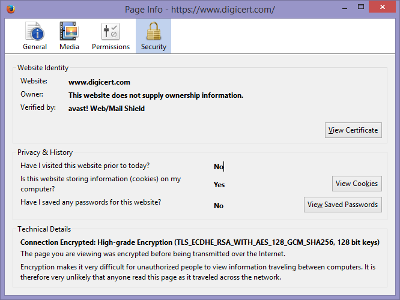 Page Info - https://www.digicert.com/
General Media Permissions Security
Website Identity
Website: www.digicert.com
Owner: This website does not supply ownership information.
Verified by: avast! Web/Mail Shield
View Certificate
Privacy & History
Have I visited this website prior to today? No
Is this website storing information (cookies) on my
computer? Yes View Cookies
Have I saved any passwords for this website? No View Saved Passwords
Technical Details
Connection Encrypted: High-grade Encryption (TLS_ECDHE_RSA_WITH_AES_128_GCM_SHA256, 128 bit keys)
The page you are viewing was encrypted before being transmitted over the Internet.
Encryption makes it very difficult for unauthorized people to view information traveling between computers. It is
therefore very unlikely that anyone read this page as it traveled across the network.